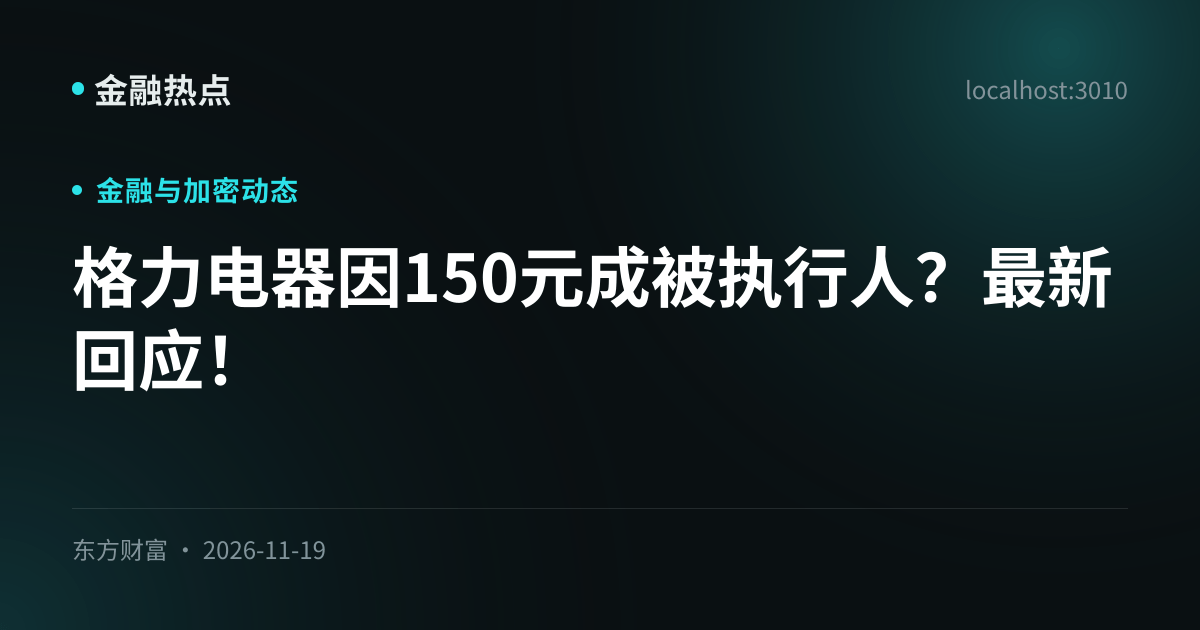 金融热点
localhost:3010
金融与加密动态
格力电器因150元成被执行人？最新
回应！
东方财富 · 2026-11-19